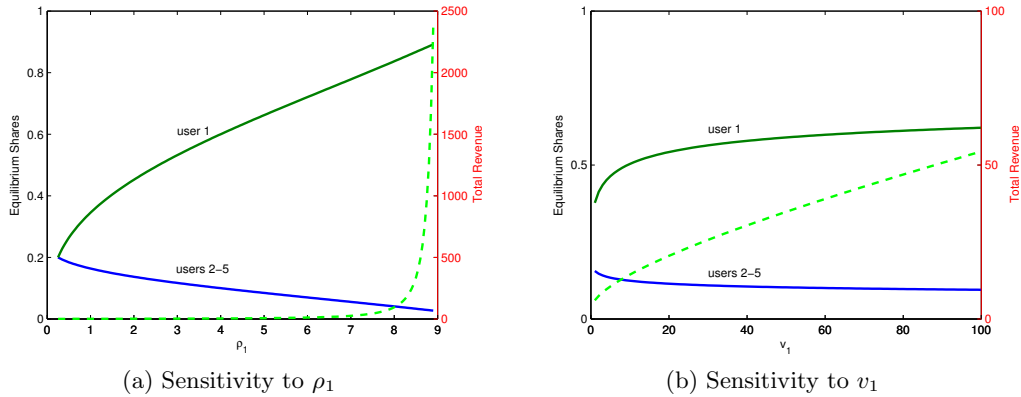 1
0.8
0.6
0.4
0.2
0
Equilibrium Shares
user 1
users 2−5
0 1 2 3 4 5 6 7 8 9
ρ1
2500
2000
1500
1000
500
0
Total Revenue
(a) Sensitivity to ρ1
1
0.5
0
Equilibrium Shares
user 1
users 2−5
0 20 40 60 80 100
v1
100
50
0
Total Revenue
(b) Sensitivity to v1